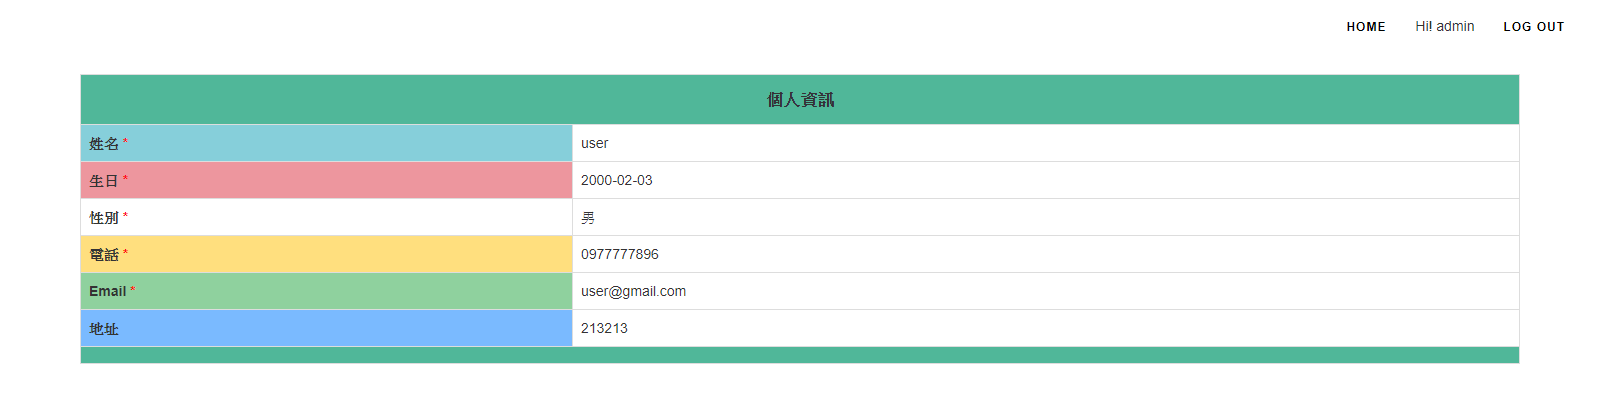 HOME Hi! admin LOG OUT
個人資訊
姓名 * user
生日 * 2000-02-03
性別 * 男
電話 * 0977777896
Email * user@gmail.com
地址 213213